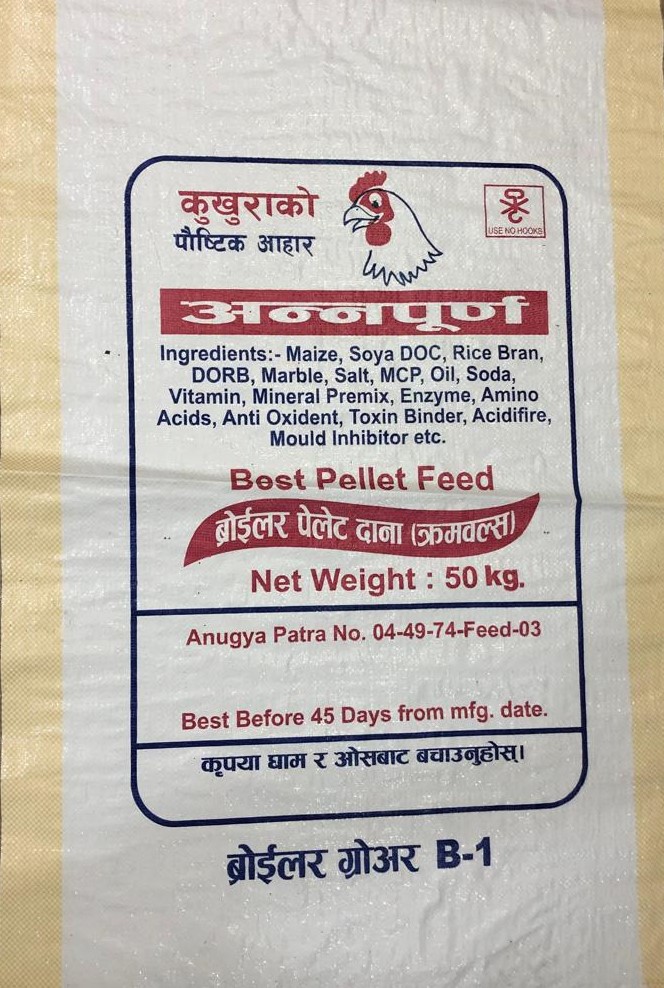 कुखुराको
पौष्टिक आहार
USE NO HOOKS
अन्नपूर्ण
Ingredients:- Maize, Soya DOC, Rice Bran,
DORB, Marble, Salt, MCP, Oil, Soda,
Vitamin, Mineral Premix, Enzyme, Amino
Acids, Anti Oxident, Toxin Binder, Acidifire,
Mould Inhibitor etc.
Best Pellet Feed
ब्रोईलर पेलेट दाना (क्रमवल्स)
Net Weight : 50 kg.
Anugya Patra No. 04-49-74-Feed-03
Best Before 45 Days from mfg. date.
कृपया घाम र ओसबाट बचाउनुहोस्।
ब्रोईलर ग्रोअर B-1